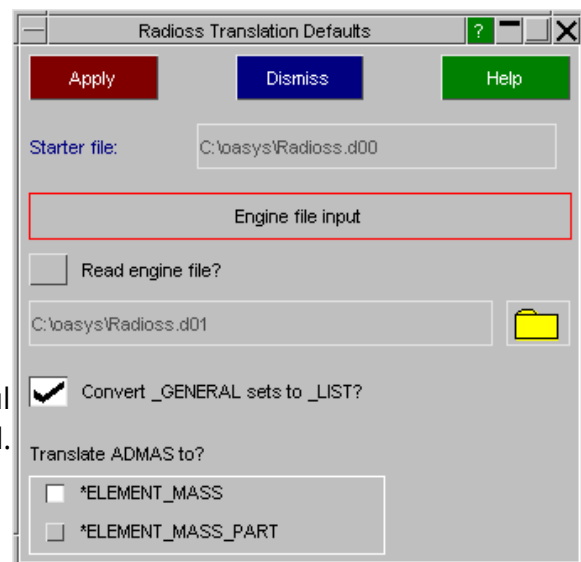 Radioss Translation Defaults ?
Apply Dismiss Help
Starter file: C:\oasys\Radioss.d00
Engine file input
Read engine file?
C:\oasys\Radioss.d01
Convert _GENERAL sets to _LIST?
Translate ADMAS to?
*ELEMENT_MASS
*ELEMENT_MASS_PART